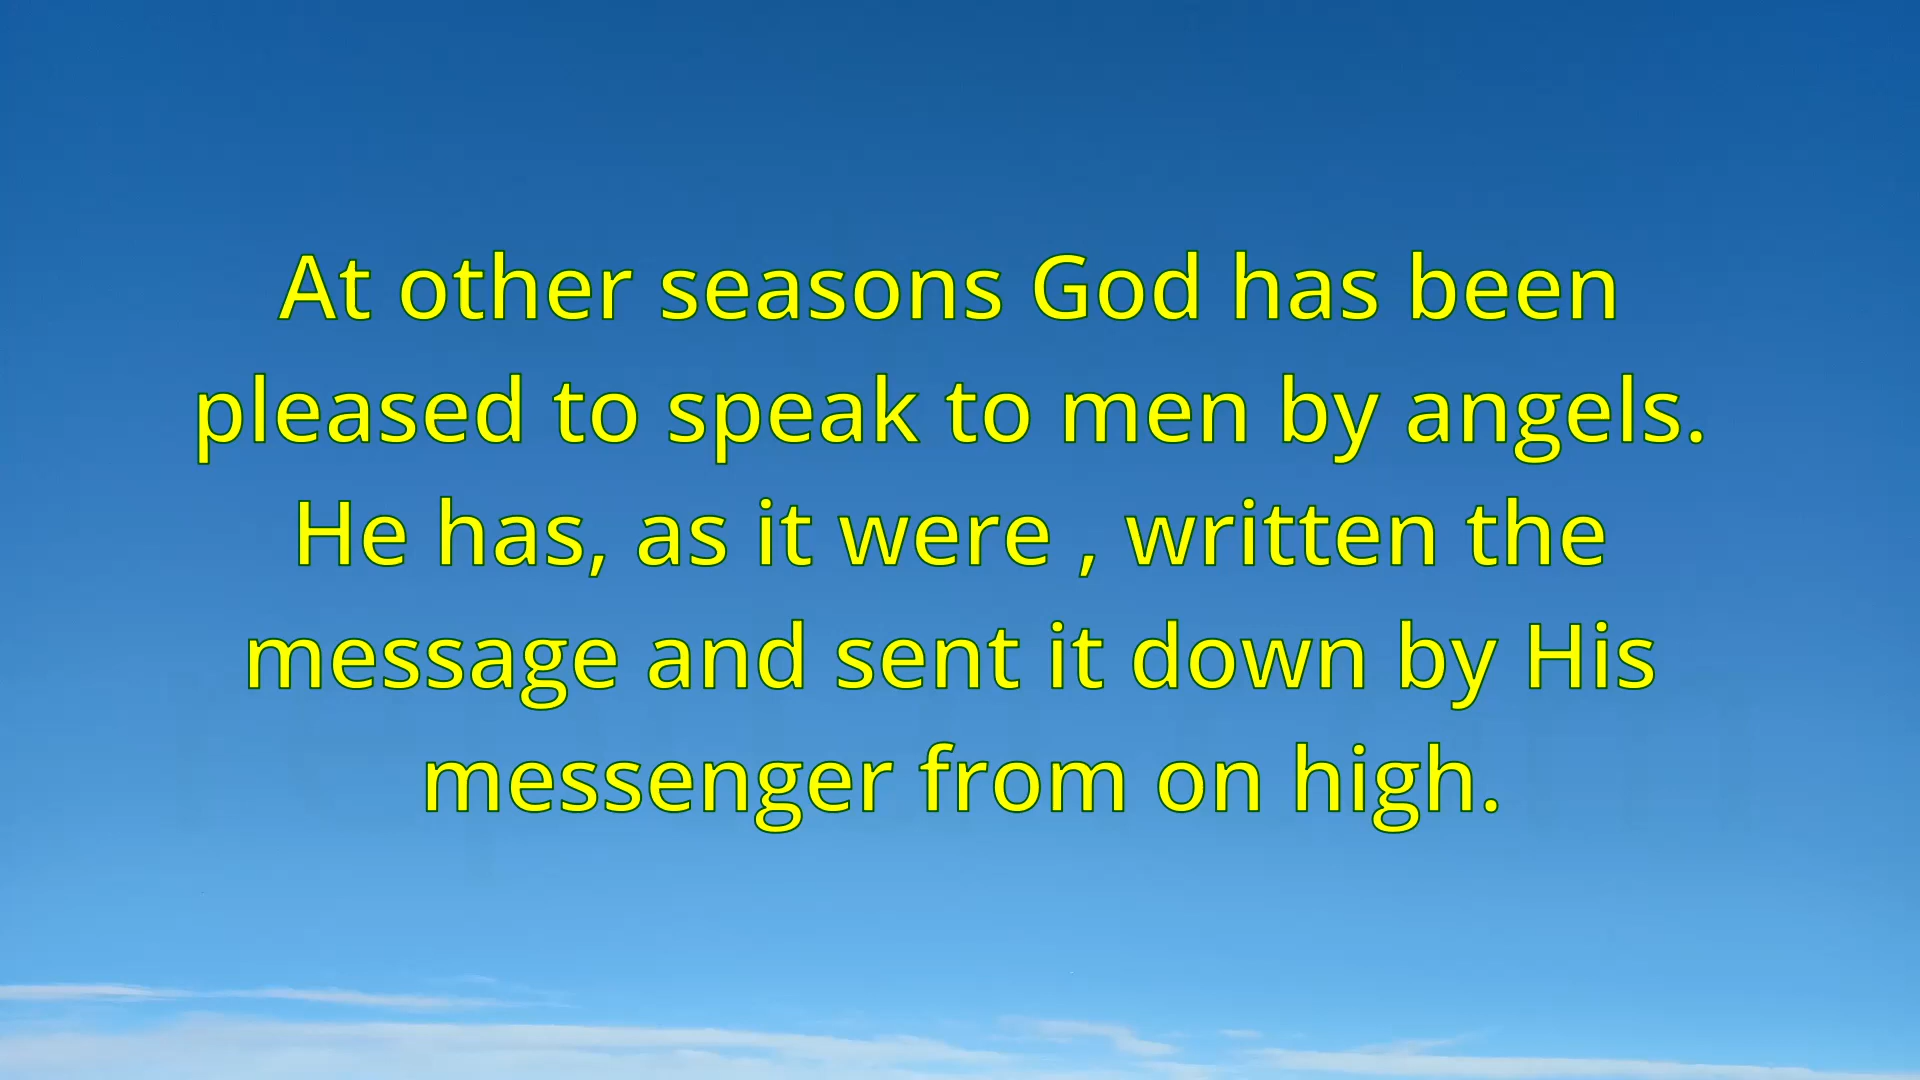 At other seasons God has been
pleased to speak to men by angels.
He has, as it were , written the
message and sent it down by His
messenger from on high.